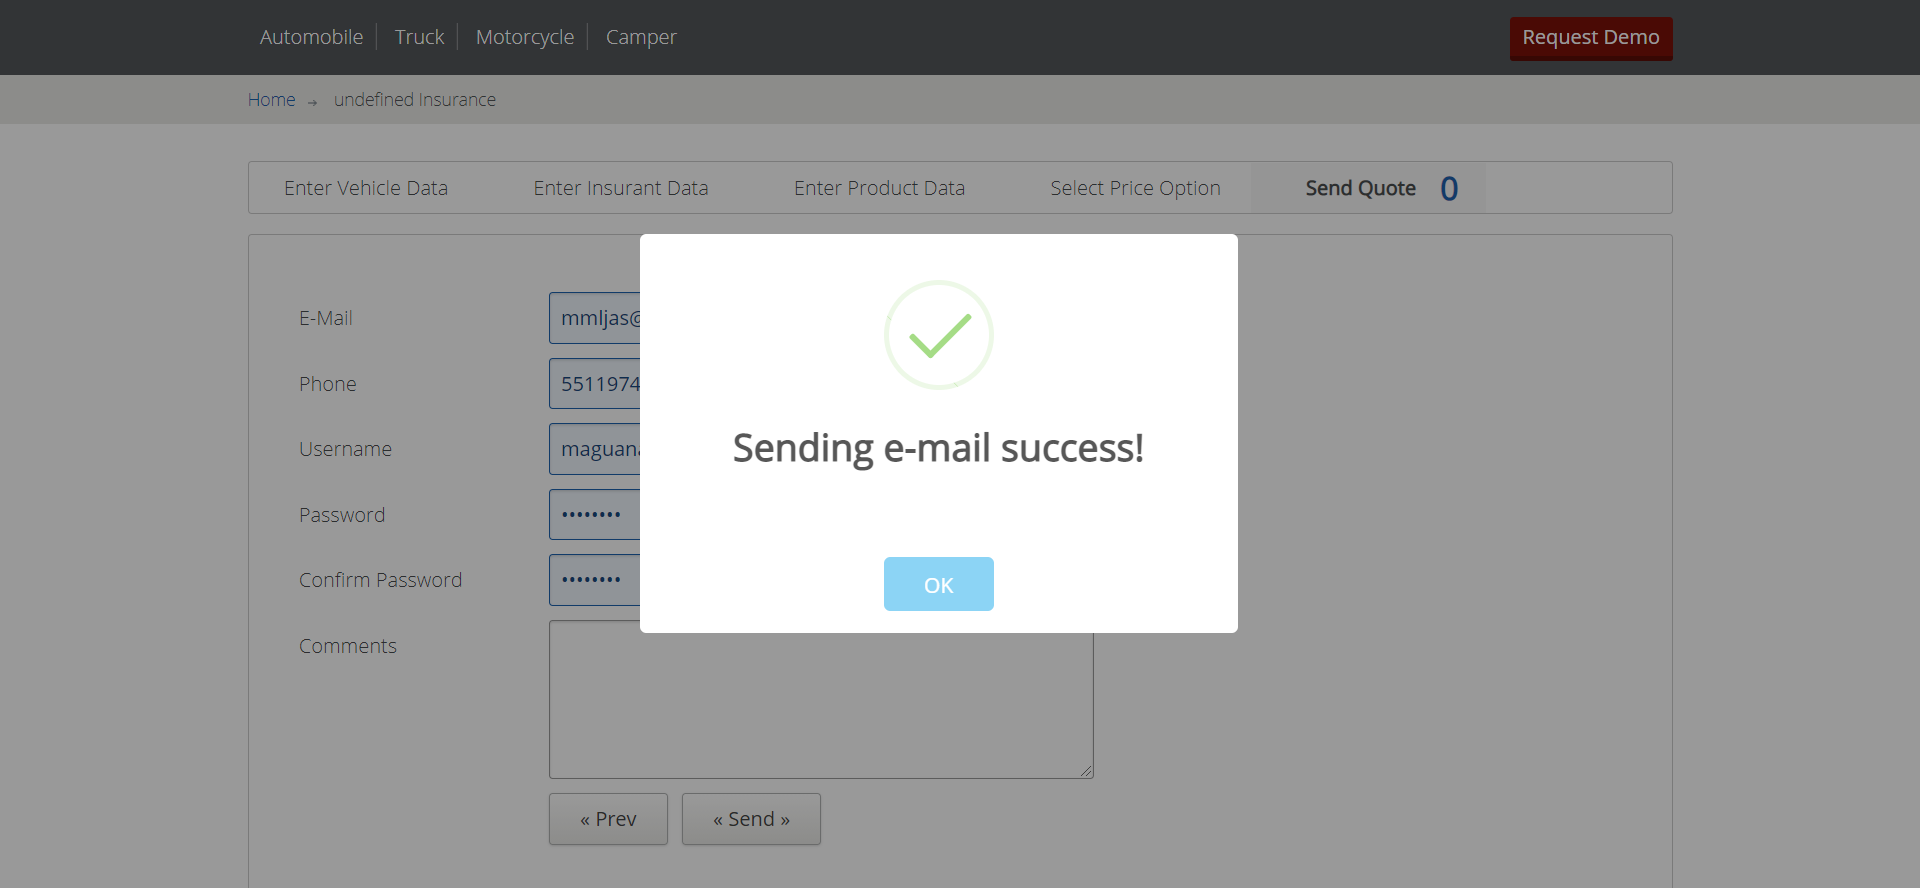 Automobile Truck Motorcycle Camper Request Demo
Home → undefined Insurance
Enter Vehicle Data Enter Insurant Data Enter Product Data Select Price Option Send Quote 0
E-Mail mmljas@
Phone 5511974
Username
Password ••••••••
Confirm Password ••••••••
Comments
Sending e-mail success!
OK
« Prev « Send »